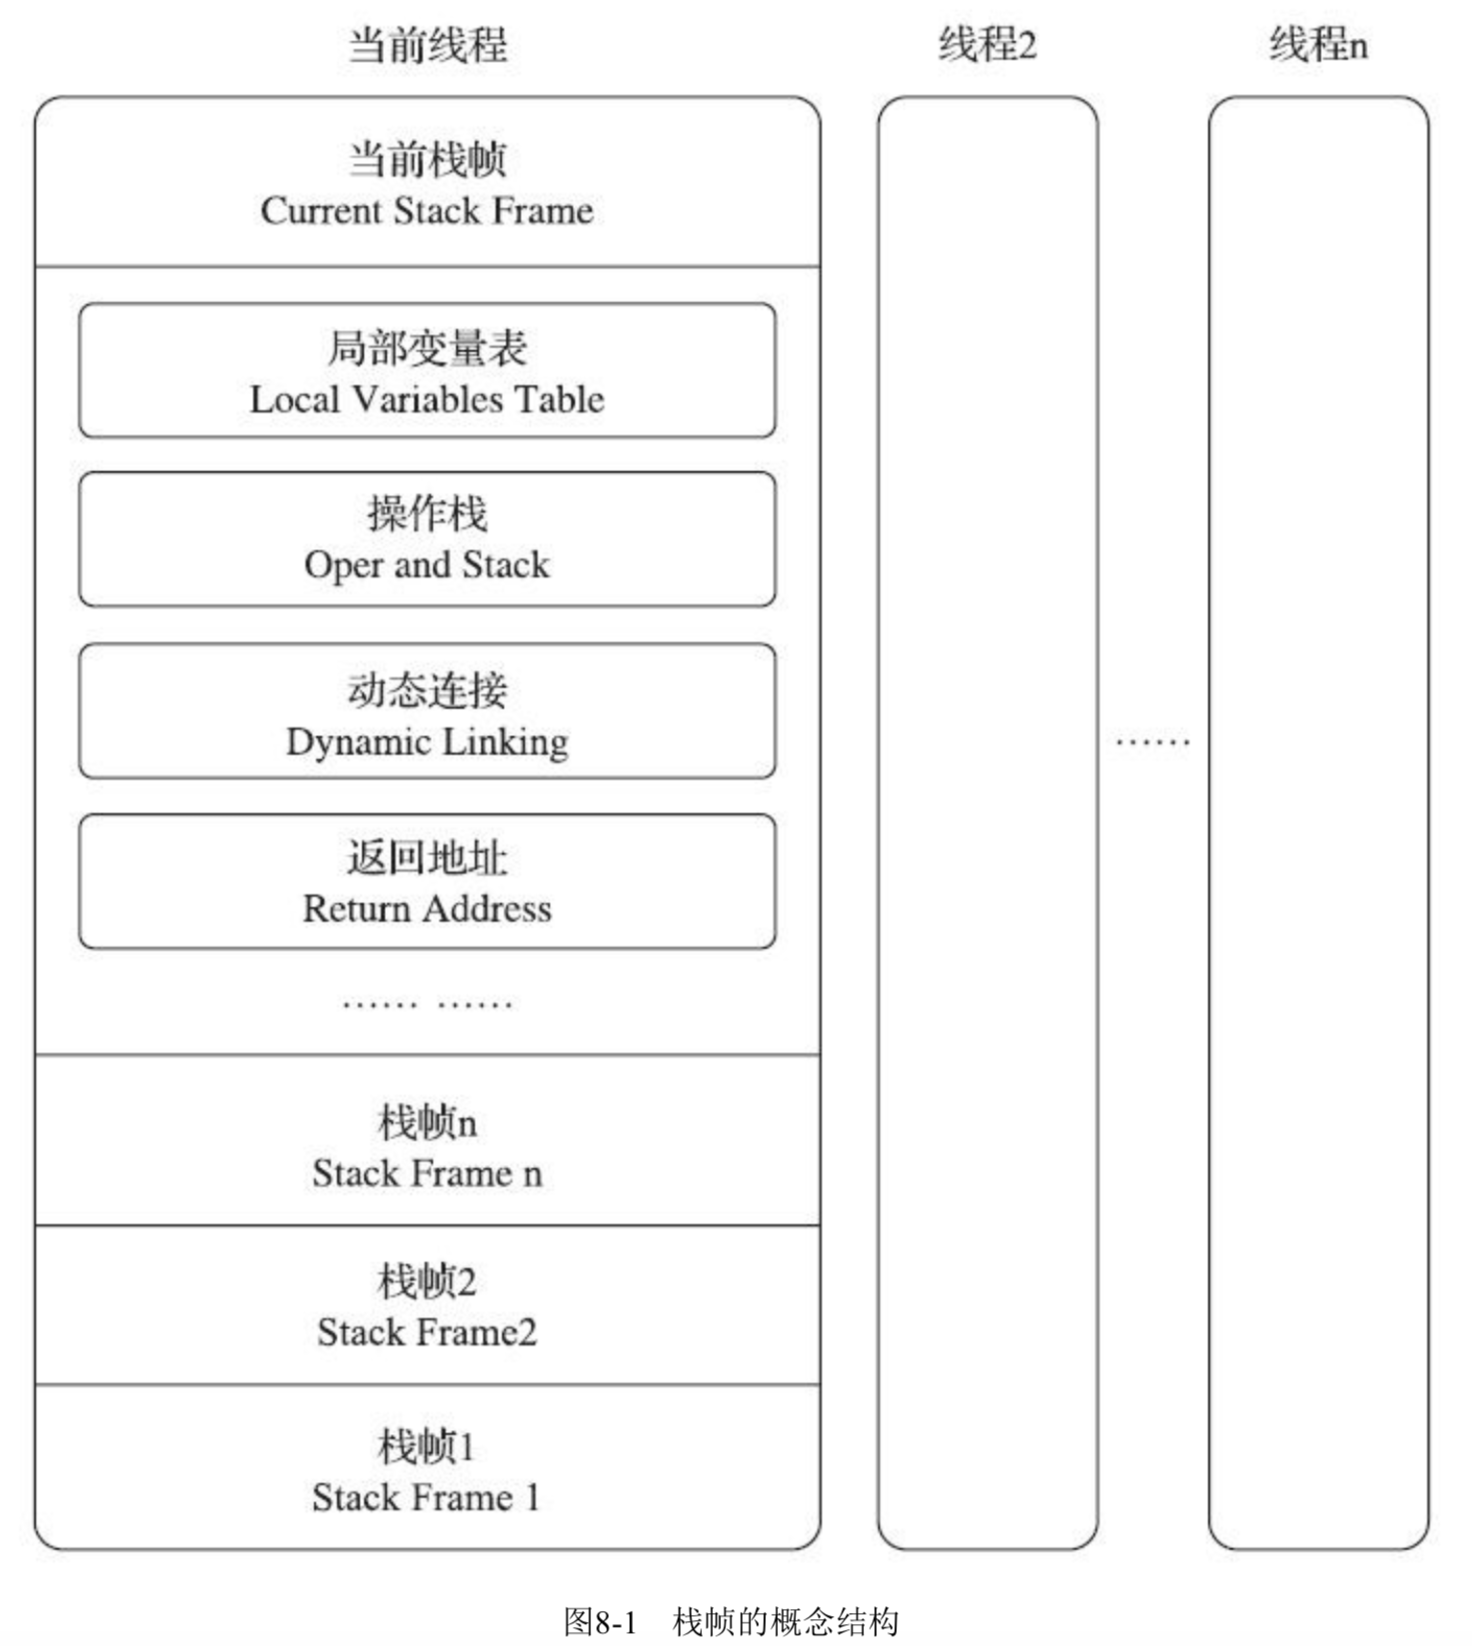 当前线程
线程2
线程n
当前栈帧
Current Stack Frame
局部变量表
Local Variables Table
操作栈
Oper and Stack
动态连接
Dynamic Linking
……
返回地址
Return Address
…… ……
栈帧n
Stack Frame n
栈帧2
Stack Frame2
栈帧1
Stack Frame 1
图8-1 栈帧的概念结构